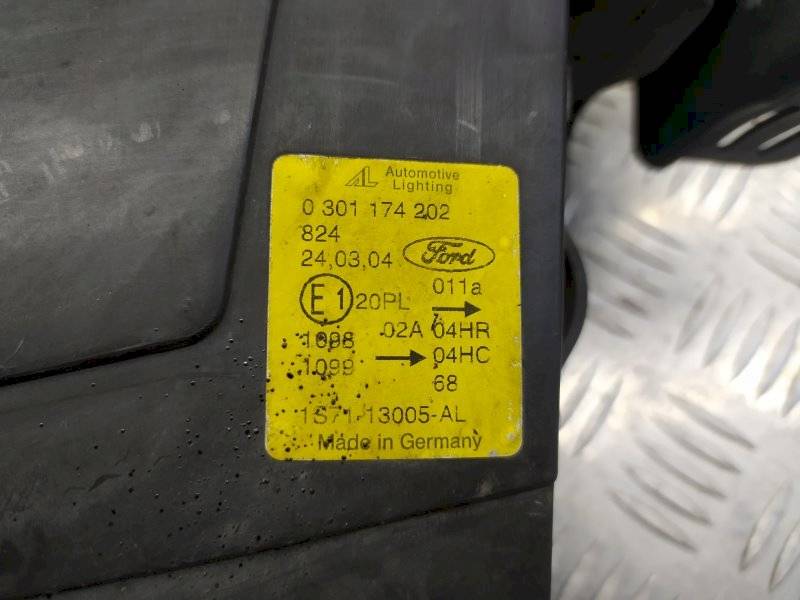 AL Automotive
Lighting
0 301 174 202
824
24,03,04 Ford
E1 20PL 011a
1098 02A 04HR
1099 → 04HC
68
1S71-13005-AL
Made in Germany